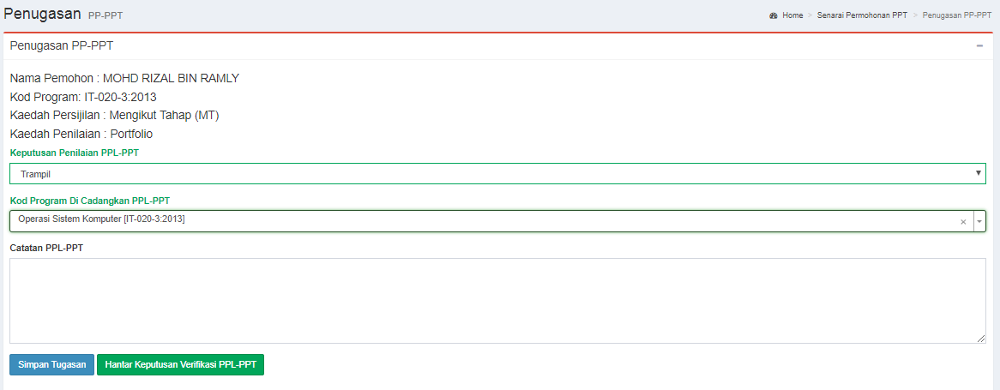 Penugasan PP-PPT
Home > Senarai Permohonan PPT > Penugasan PP-PPT
Penugasan PP-PPT
Nama Pemohon : MOHD RIZAL BIN RAMLY
Kod Program: IT-020-3:2013
Kaedah Persijilan : Mengikut Tahap (MT)
Kaedah Penilaian : Portfolio
Keputusan Penilaian PPL-PPT
Trampil
Kod Program Di Cadangkan PPL-PPT
Operasi Sistem Komputer [IT-020-3:2013]
Catatan PPL-PPT
Simpan Tugasan
Hantar Keputusan Verifikasi PPL-PPT